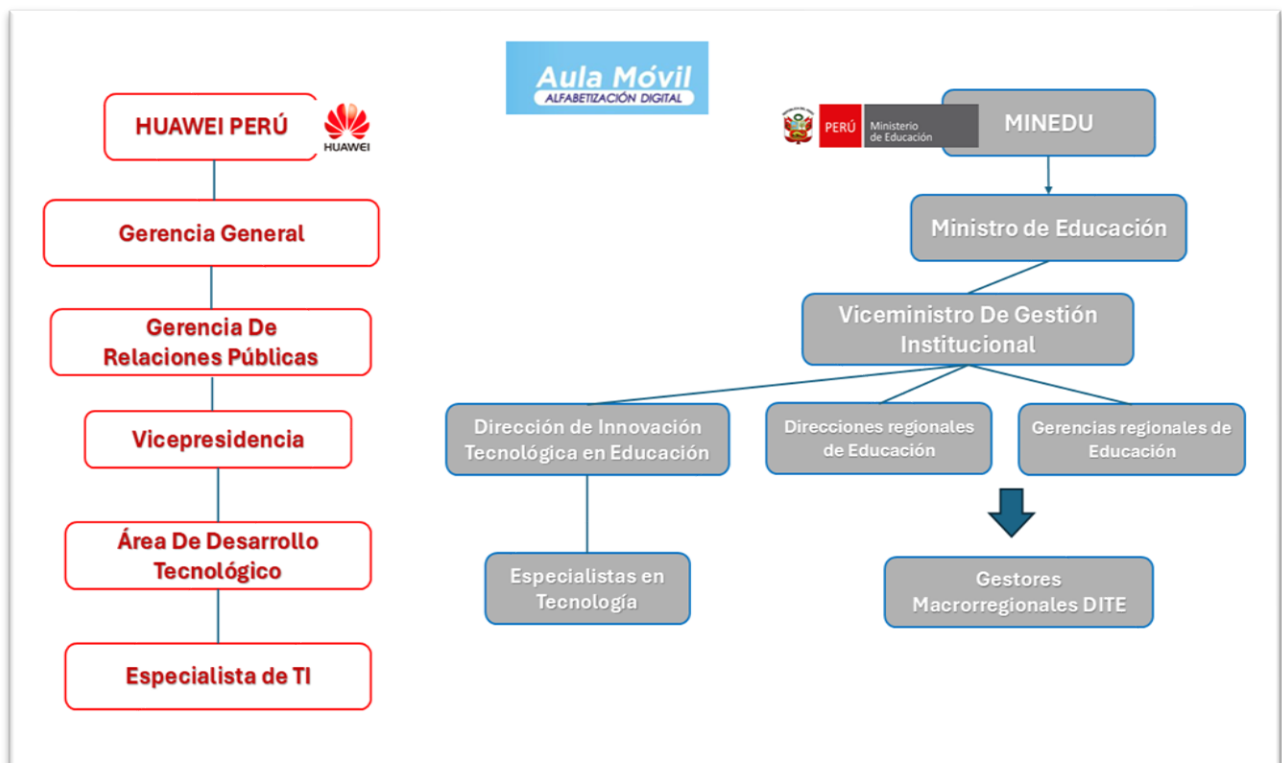 Aula Móvil
ALFABETIZACIÓN DIGITAL
HUAWEI PERÚ
HUAWEI
Gerencia General
Gerencia De
Relaciones Públicas
Vicepresidencia
Área De Desarrollo
Tecnológico
Especialista de TI
PERÚ
Ministerio
de Educación
MINEDU
Ministro de Educación
Viceministro De Gestión
Institucional
Dirección de Innovación
Tecnológica en Educación
Direcciones regionales
de Educación
Gerencias regionales de
Educación
Especialistas en
Tecnología
Gestores
Macrorregionales DITE